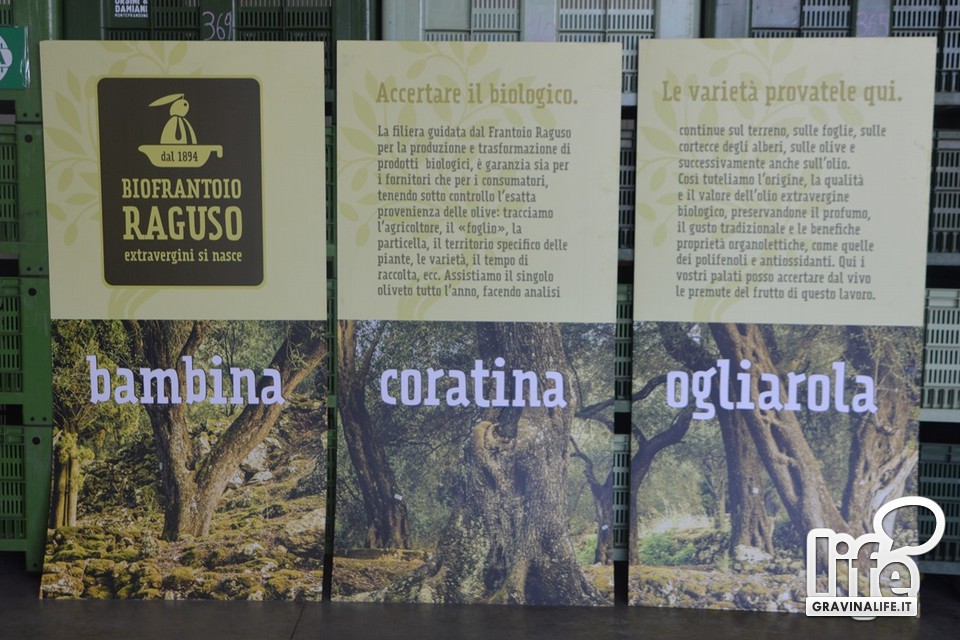 ORSINI &
DAMIANI
MONTEPRANDONE
369
dal 1894
BIOFRANTOIO
RAGUSO
extravergini si nasce
bambina
Accertare il biologico.
La filiera guidata dal Frantoio Raguso
per la produzione e trasformazione di
prodotti biologici, è garanzia sia per
i fornitori che per i consumatori,
tenendo sotto controllo l'esatta
provenienza delle olive: tracciamo
l'agricoltore, il «foglio», la
particella, il territorio specifico delle
piante, le varietà, il tempo di
raccolta, ecc. Assistiamo il singolo
oliveto tutto l'anno, facendo analisi
coratina
Le varietà provatele qui.
continue sul terreno, sulle foglie, sulle
cortecce degli alberi, sulle olive e
successivamente anche sull'olio.
Così tuteliamo l'origine, la qualità
e il valore dell'olio extravergine
biologico, preservandone il profumo,
il gusto tradizionale e le benefiche
proprietà organolettiche, come quelle
dei polifenoli e antiossidanti. Qui i
vostri palati posso accertare dal vivo
le premute del frutto di questo lavoro.
ogliarola
life
GRAVINALIFE.IT